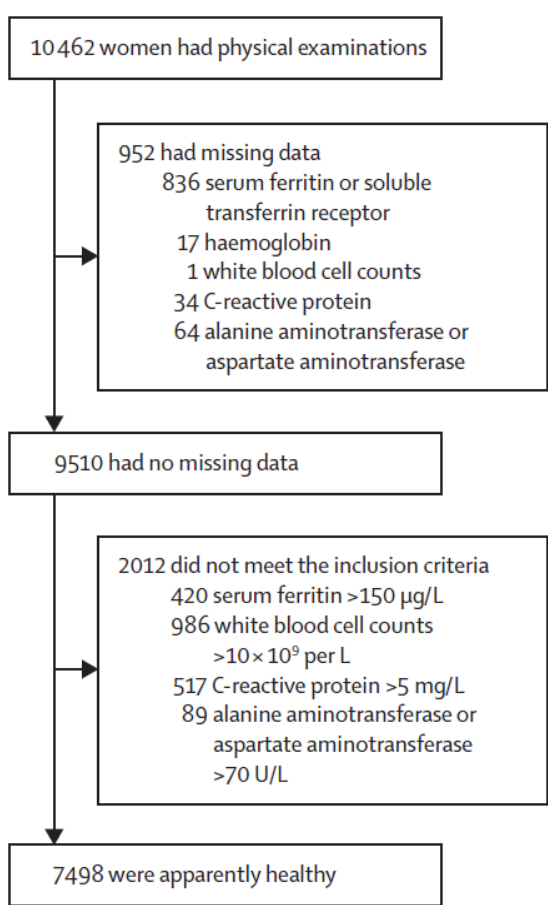 10 462 women had physical examinations
952 had missing data
836 serum ferritin or soluble
transferrin receptor
17 haemoglobin
1 white blood cell counts
34 C-reactive protein
64 alanine aminotransferase or
aspartate aminotransferase
9510 had no missing data
2012 did not meet the inclusion criteria
420 serum ferritin >150 μg/L
986 white blood cell counts
>10 × 10⁹ per L
517 C-reactive protein >5 mg/L
89 alanine aminotransferase or
aspartate aminotransferase
>70 U/L
7498 were apparently healthy